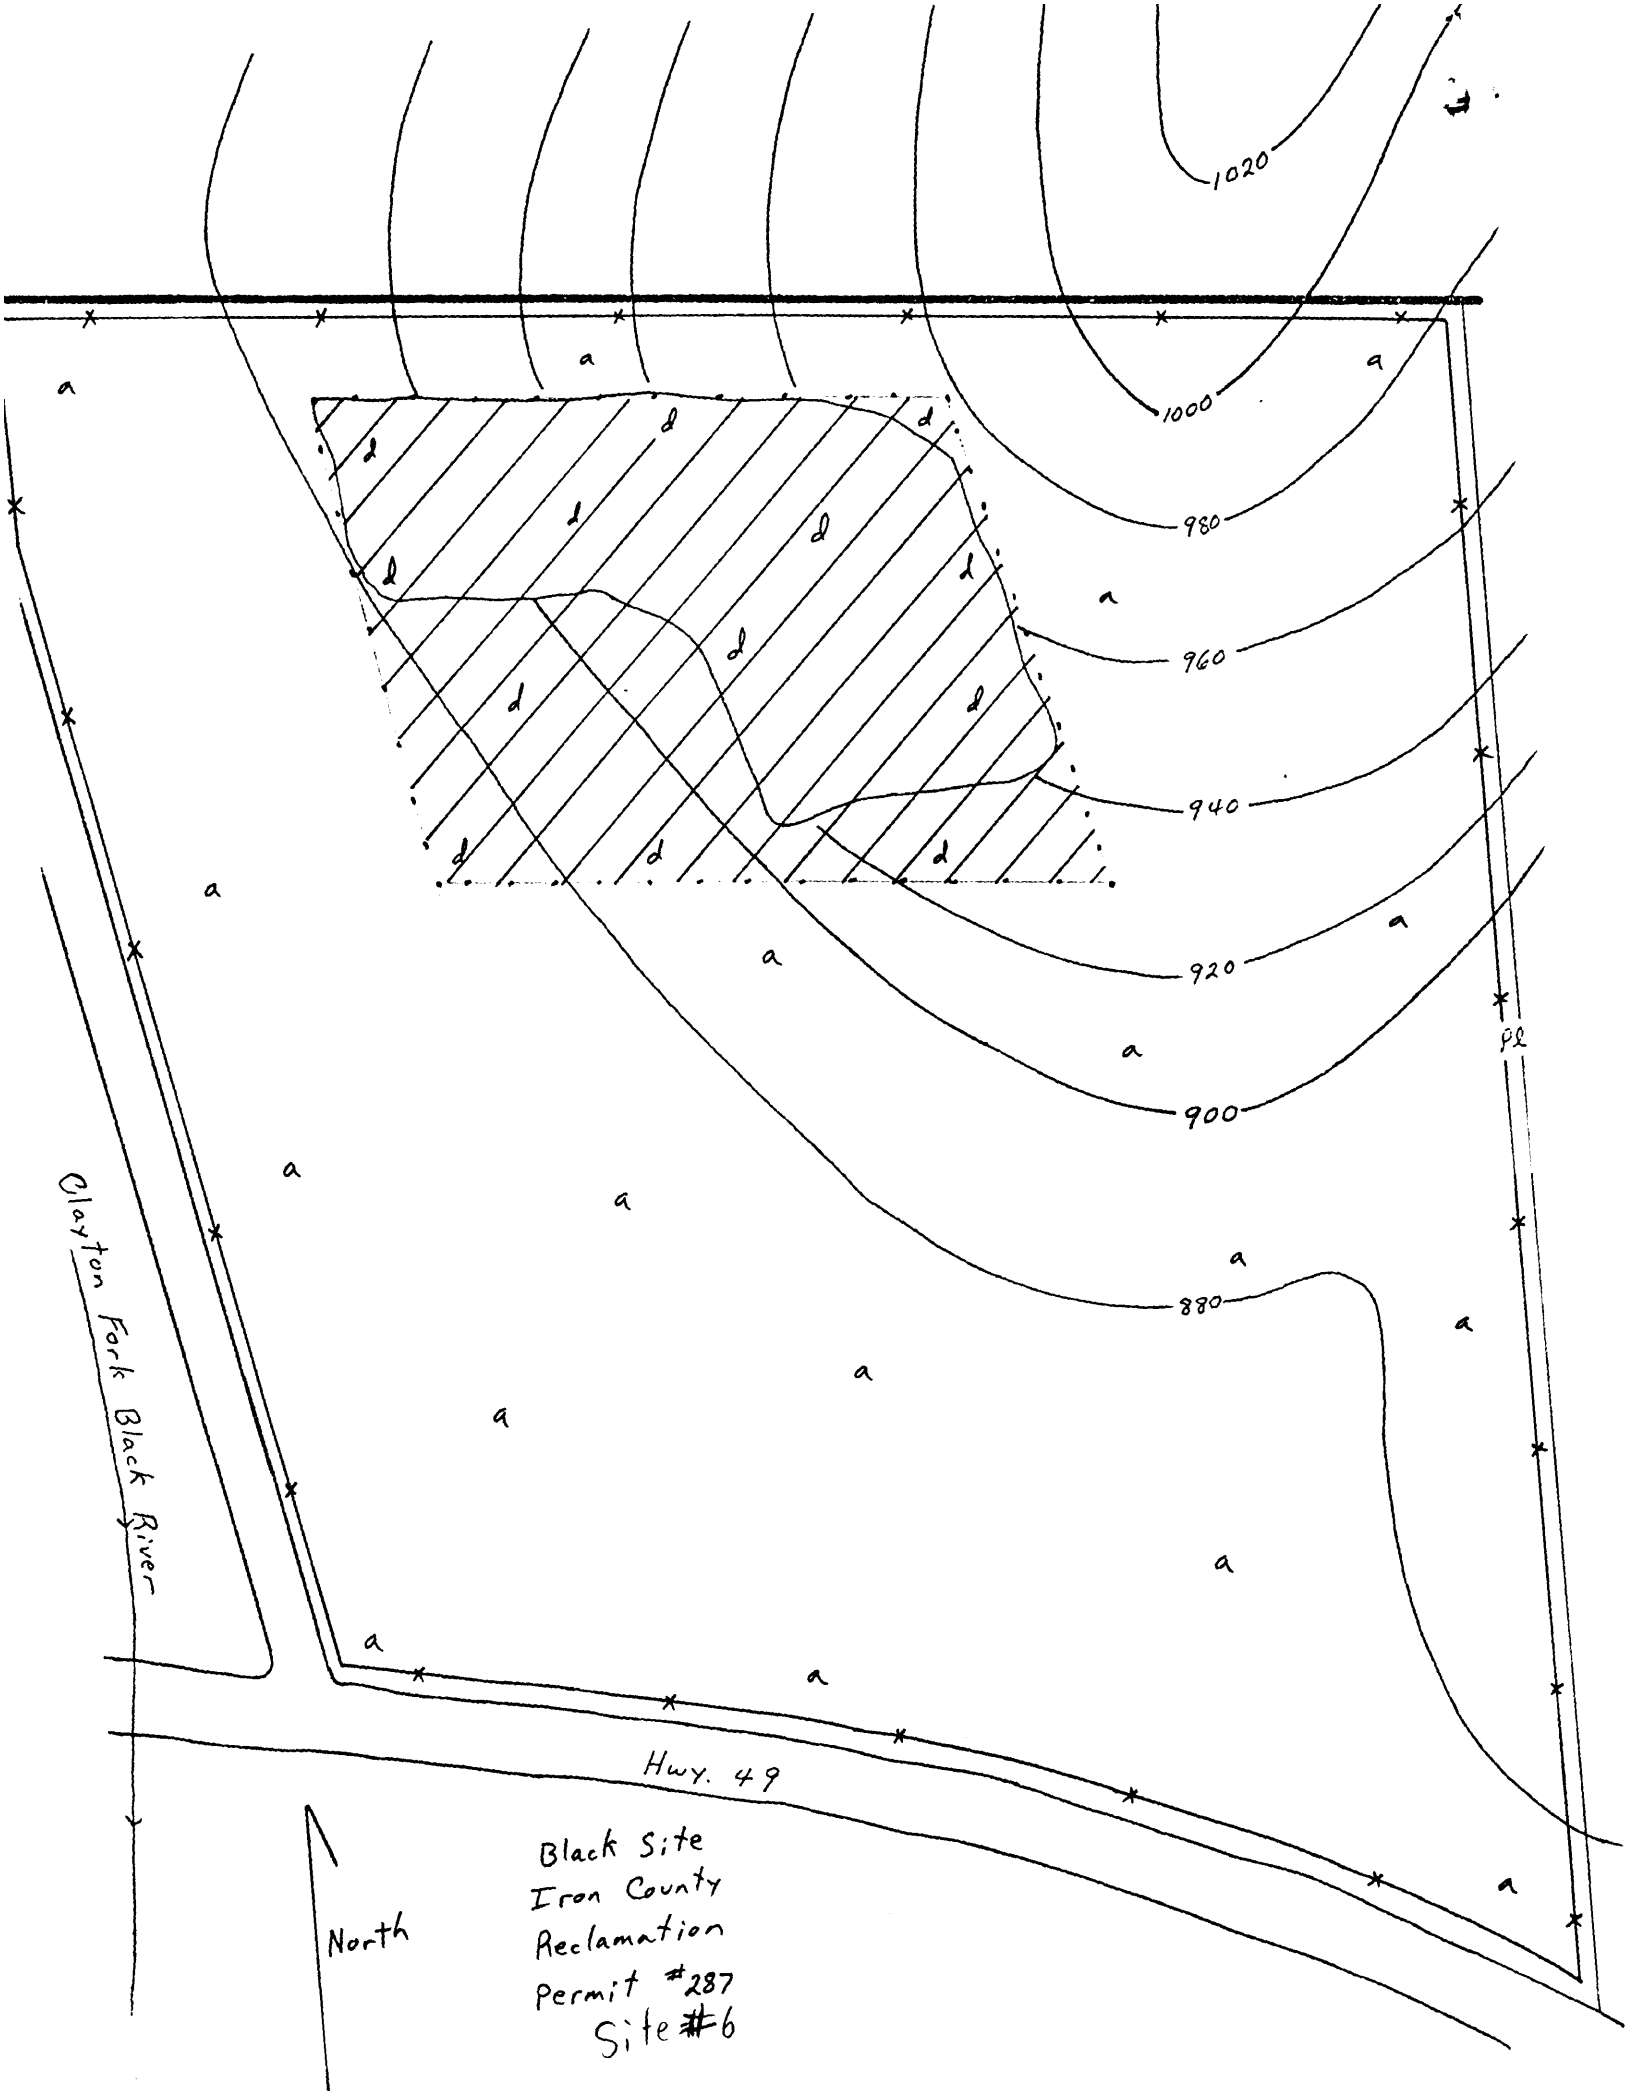 1020
a
a
a
1000
d
d
d
d
d
980
d
d
a
d
960
d
d
940
d
d
d
a
a
920
a
Pl
a
900
a
a
Clayton Fork Black River
a
880
a
a
a
a
a
a
Hwy. 49
Black Site
Iron County
a
Reclamation
North
Permit #287
Site #6